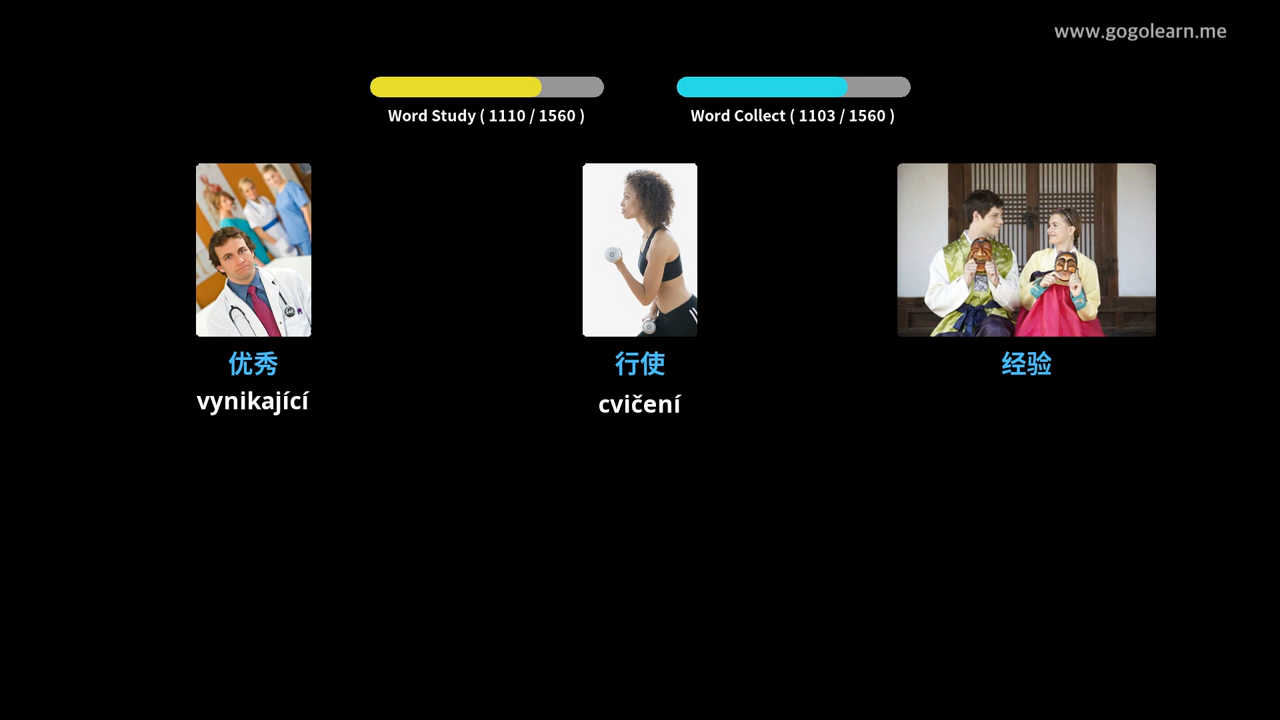 www.gogolearn.me
Word Study ( 1110 / 1560 )
Word Collect ( 1103 / 1560 )
优秀
行使
经验
vynikající
cvičení